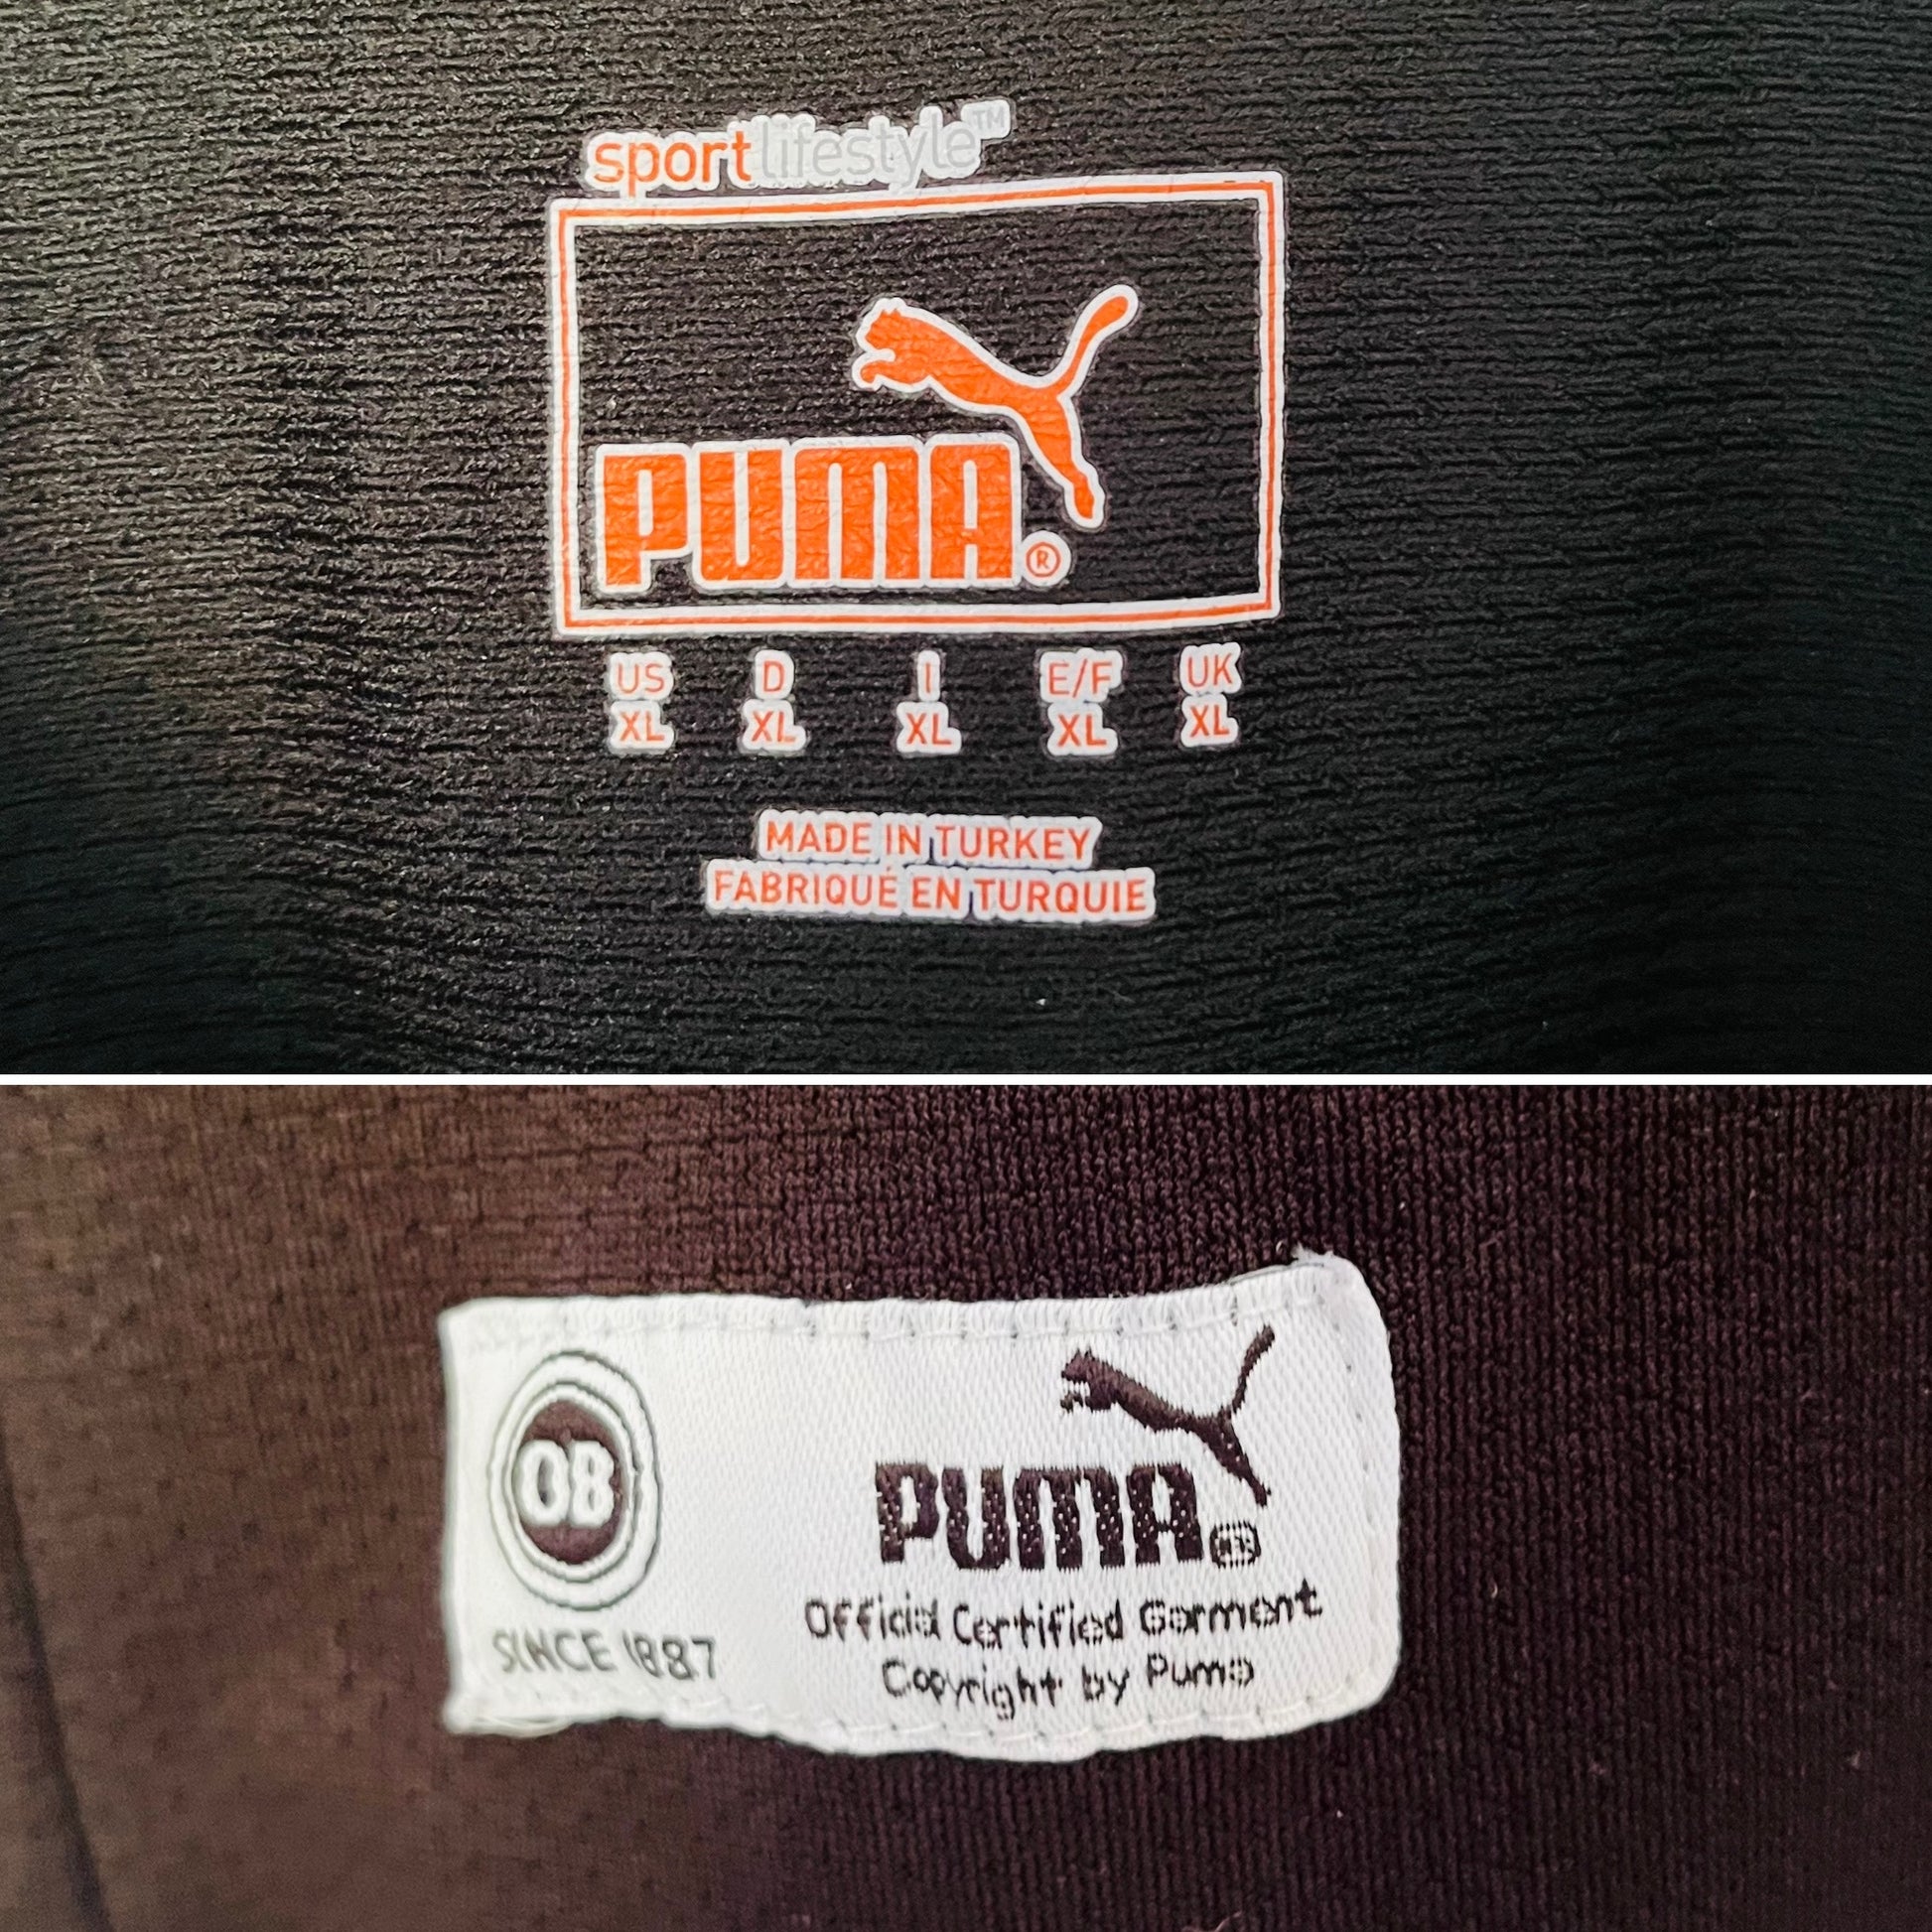 sportlifestyle™
PUMA®
US D I E/F UK
XL XL XL XL XL
MADE IN TURKEY
FABRIQUÉ EN TURQUIE
OB
SINCE 1887
PUMA®
Official Certified Garment
Copyright by Puma